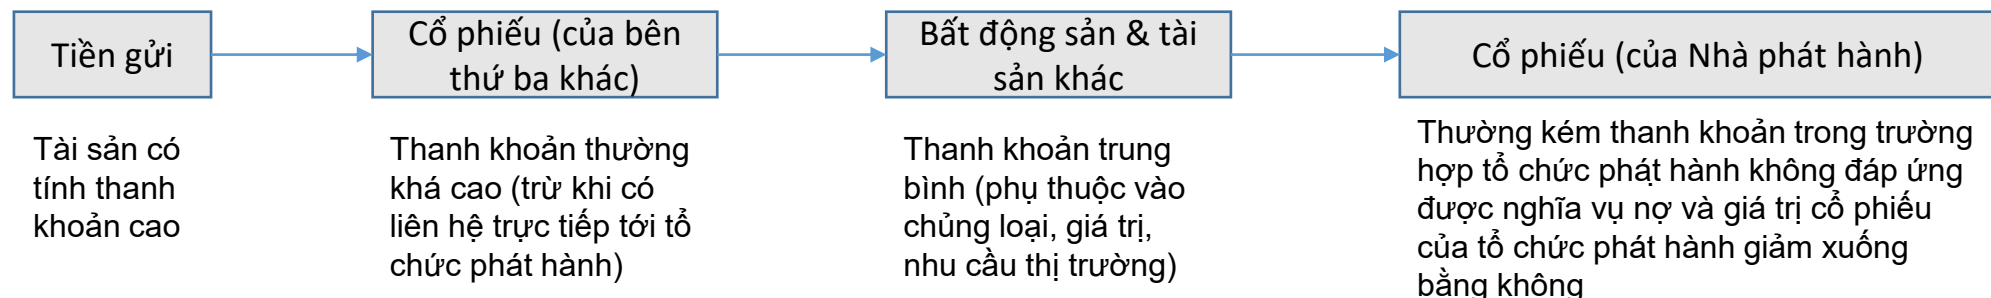 Tiền gửi
Cổ phiếu (của bên
thứ ba khác)
Bất động sản & tài
sản khác
Cổ phiếu (của Nhà phát hành)
Tài sản có
tính thanh
khoản cao
Thanh khoản thường
khá cao (trừ khi có
liên hệ trực tiếp tới tổ
chức phát hành)
Thanh khoản trung
bình (phụ thuộc vào
chủng loại, giá trị,
nhu cầu thị trường)
Thường kém thanh khoản trong trường
hợp tổ chức phát hành không đáp ứng
được nghĩa vụ nợ và giá trị cổ phiếu
của tổ chức phát hành giảm xuống
bằng không